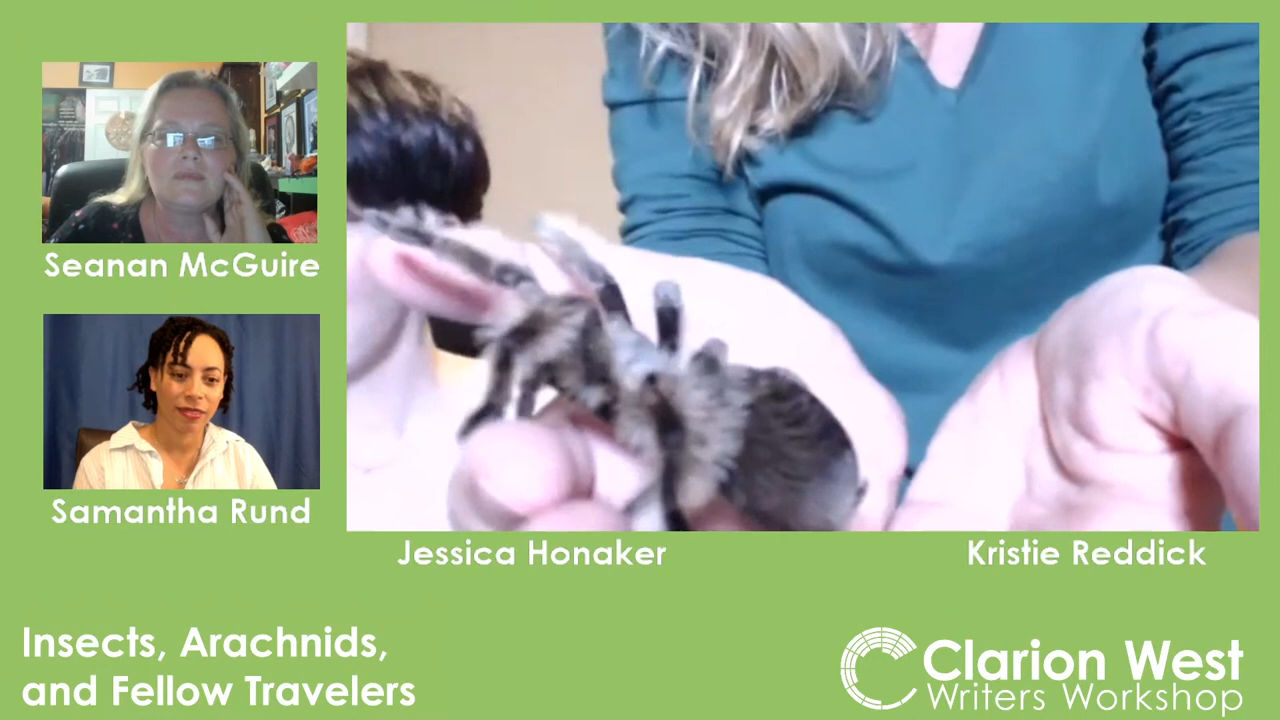 Seanan McGuire
Samantha Rund
Jessica Honaker
Kristie Reddick
Insects, Arachnids,
and Fellow Travelers
Clarion West
Writers Workshop